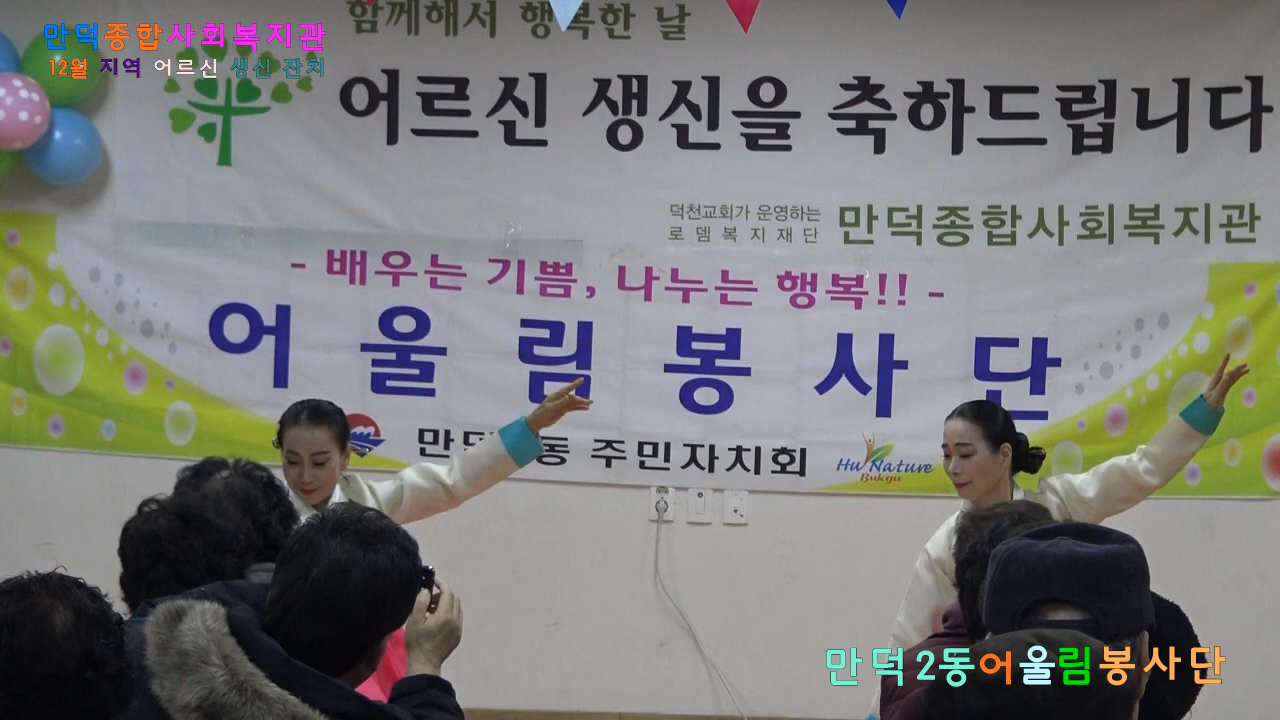 만덕종합사회복지관
12월 지역 어르신 생신 잔치
함께해서 행복한 날
어르신 생신을 축하드립니다
덕천교회가 운영하는
로뎀복지재단
만덕종합사회복지관
- 배우는 기쁨, 나누는 행복!! -
어울림봉사단
만덕 동 주민자치회
Hu Nature
Bukgu
만덕2동어울림봉사단